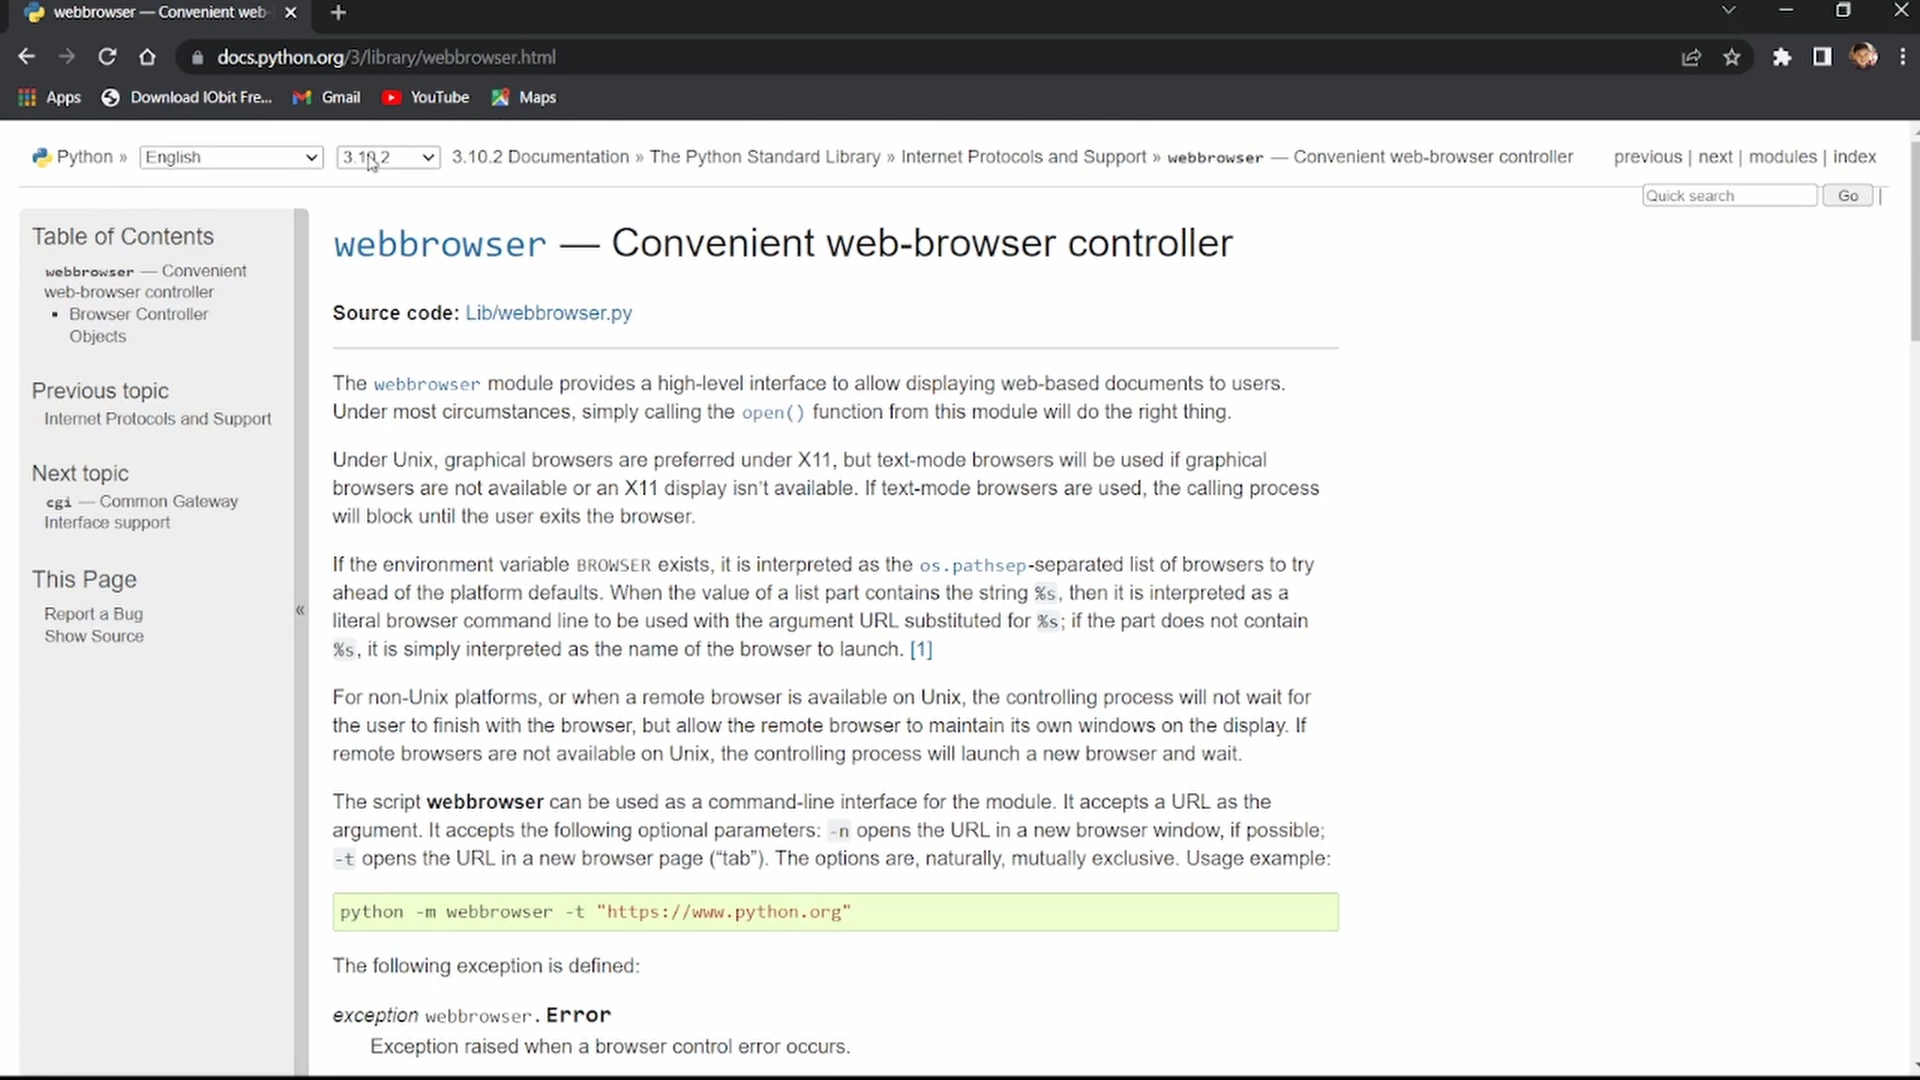 webbrowser — Convenient web-
docs.python.org/3/library/webbrowser.html
Apps Download IObit Fre... Gmail YouTube Maps
Python » English 3.10.2 3.10.2 Documentation » The Python Standard Library » Internet Protocols and Support » webbrowser — Convenient web-browser controller previous | next | modules | index
Quick search Go |
Table of Contents
webbrowser — Convenient
web-browser controller
Browser Controller
Objects
Previous topic
Internet Protocols and Support
Next topic
cgi — Common Gateway
Interface support
This Page
Report a Bug
Show Source
«
webbrowser — Convenient web-browser controller
Source code: Lib/webbrowser.py
The webbrowser module provides a high-level interface to allow displaying web-based documents to users.
Under most circumstances, simply calling the open() function from this module will do the right thing.
Under Unix, graphical browsers are preferred under X11, but text-mode browsers will be used if graphical
browsers are not available or an X11 display isn't available. If text-mode browsers are used, the calling process
will block until the user exits the browser.
If the environment variable BROWSER exists, it is interpreted as the os.pathsep-separated list of browsers to try
ahead of the platform defaults. When the value of a list part contains the string %s, then it is interpreted as a
literal browser command line to be used with the argument URL substituted for %s; if the part does not contain
%s, it is simply interpreted as the name of the browser to launch. [1]
For non-Unix platforms, or when a remote browser is available on Unix, the controlling process will not wait for
the user to finish with the browser, but allow the remote browser to maintain its own windows on the display. If
remote browsers are not available on Unix, the controlling process will launch a new browser and wait.
The script webbrowser can be used as a command-line interface for the module. It accepts a URL as the
argument. It accepts the following optional parameters: -n opens the URL in a new browser window, if possible;
-t opens the URL in a new browser page (“tab”). The options are, naturally, mutually exclusive. Usage example:
python -m webbrowser -t "https://www.python.org"
The following exception is defined:
exception webbrowser.Error
Exception raised when a browser control error occurs.